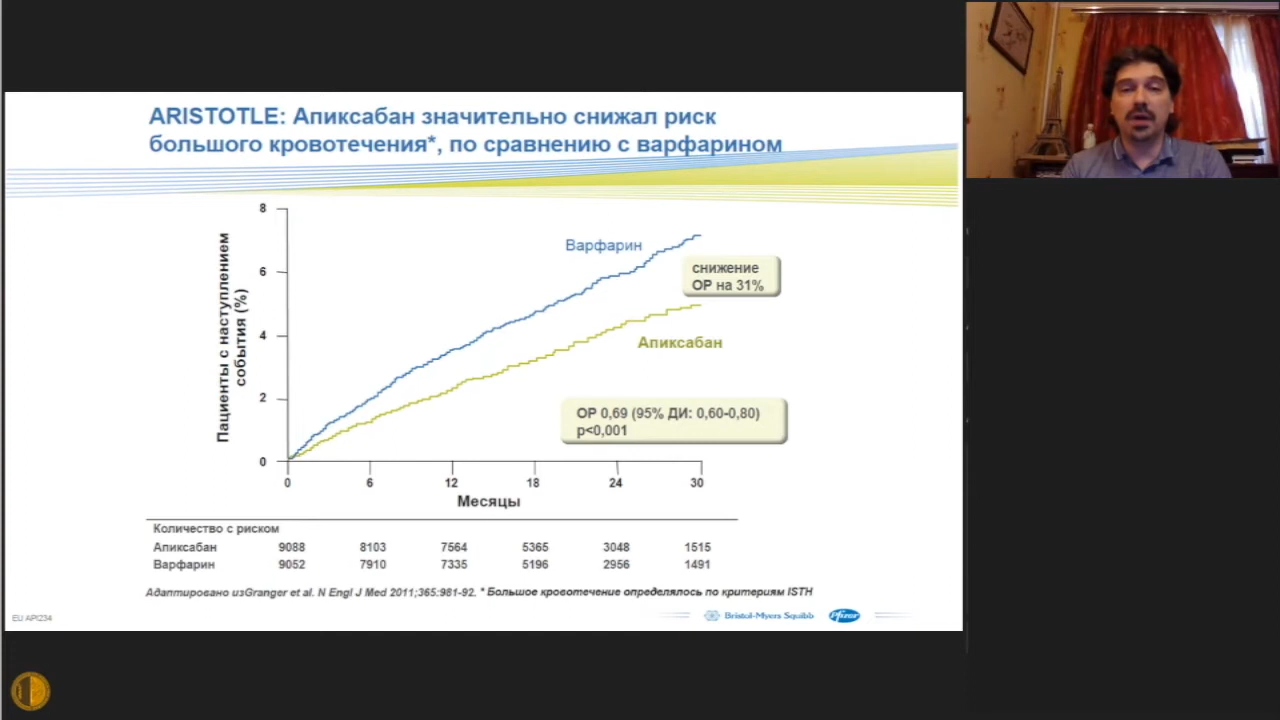 ARISTOTLE: Апиксабан значительно снижал риск
большого кровотечения*, по сравнению с варфарином
Пациенты с наступлением
события (%)
8
6
4
2
0
Варфарин
снижение
ОР на 31%
Апиксабан
ОР 0,69 (95% ДИ: 0,60-0,80)
p<0,001
0 6 12 18 24 30
Месяцы
Количество с риском
Апиксабан 9088 8103 7564 5365 3048 1515
Варфарин 9052 7910 7335 5196 2956 1491
Адаптировано изGranger et al. N Engl J Med 2011;365:981-92. * Большое кровотечение определялось по критериям ISTH
EU API234
Bristol-Myers Squibb
Pfizer